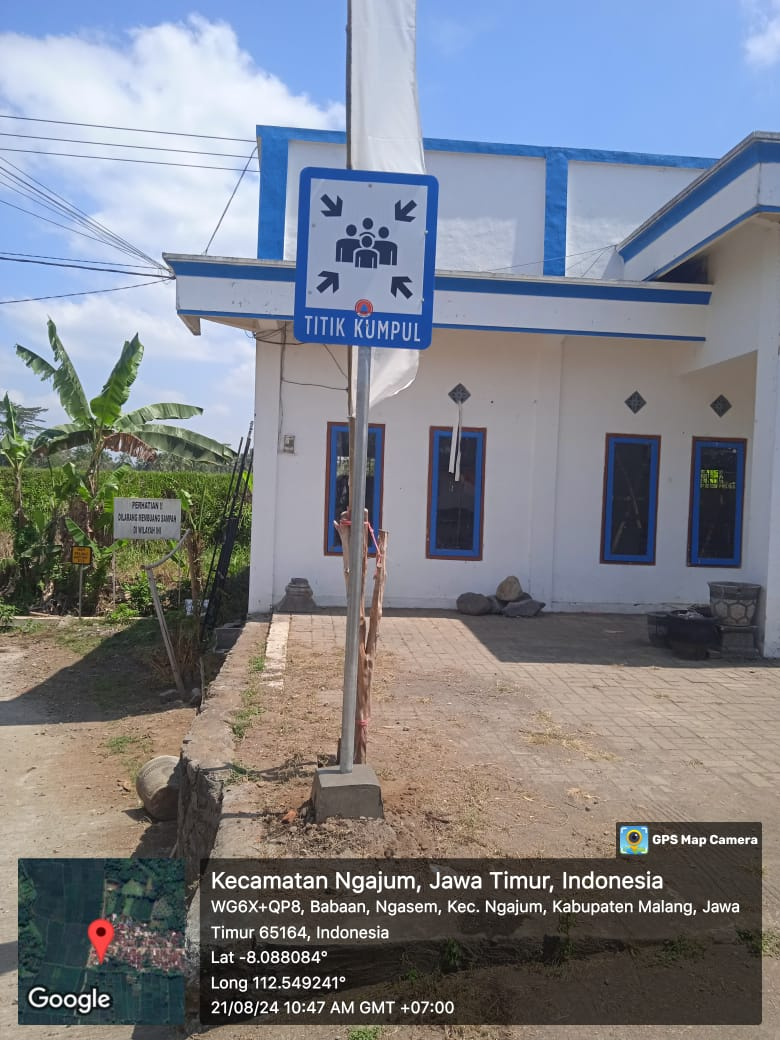 TITIK KUMPUL
PERHATIAN !!
DILARANG MEMBUANG SAMPAH
DI WILAYAH INI
GPS Map Camera
Kecamatan Ngajum, Jawa Timur, Indonesia
WG6X+QP8, Babaan, Ngasem, Kec. Ngajum, Kabupaten Malang, Jawa
Timur 65164, Indonesia
Lat -8.088084°
Long 112.549241°
21/08/24 10:47 AM GMT +07:00
Google